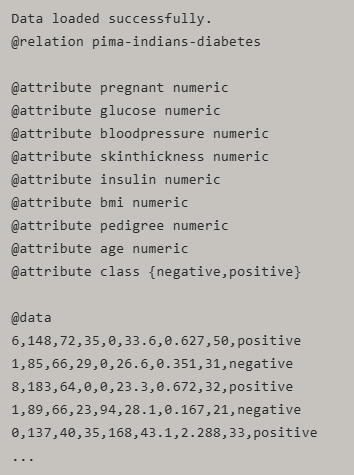 Data loaded successfully.
@relation pima-indians-diabetes
@attribute pregnant numeric
@attribute glucose numeric
@attribute bloodpressure numeric
@attribute skinthickness numeric
@attribute insulin numeric
@attribute bmi numeric
@attribute pedigree numeric
@attribute age numeric
@attribute class {negative,positive}
@data
6,148,72,35,0,33.6,0.627,50,positive
1,85,66,29,0,26.6,0.351,31,negative
8,183,64,0,0,23.3,0.672,32,positive
1,89,66,23,94,28.1,0.167,21,negative
0,137,40,35,168,43.1,2.288,33,positive
...